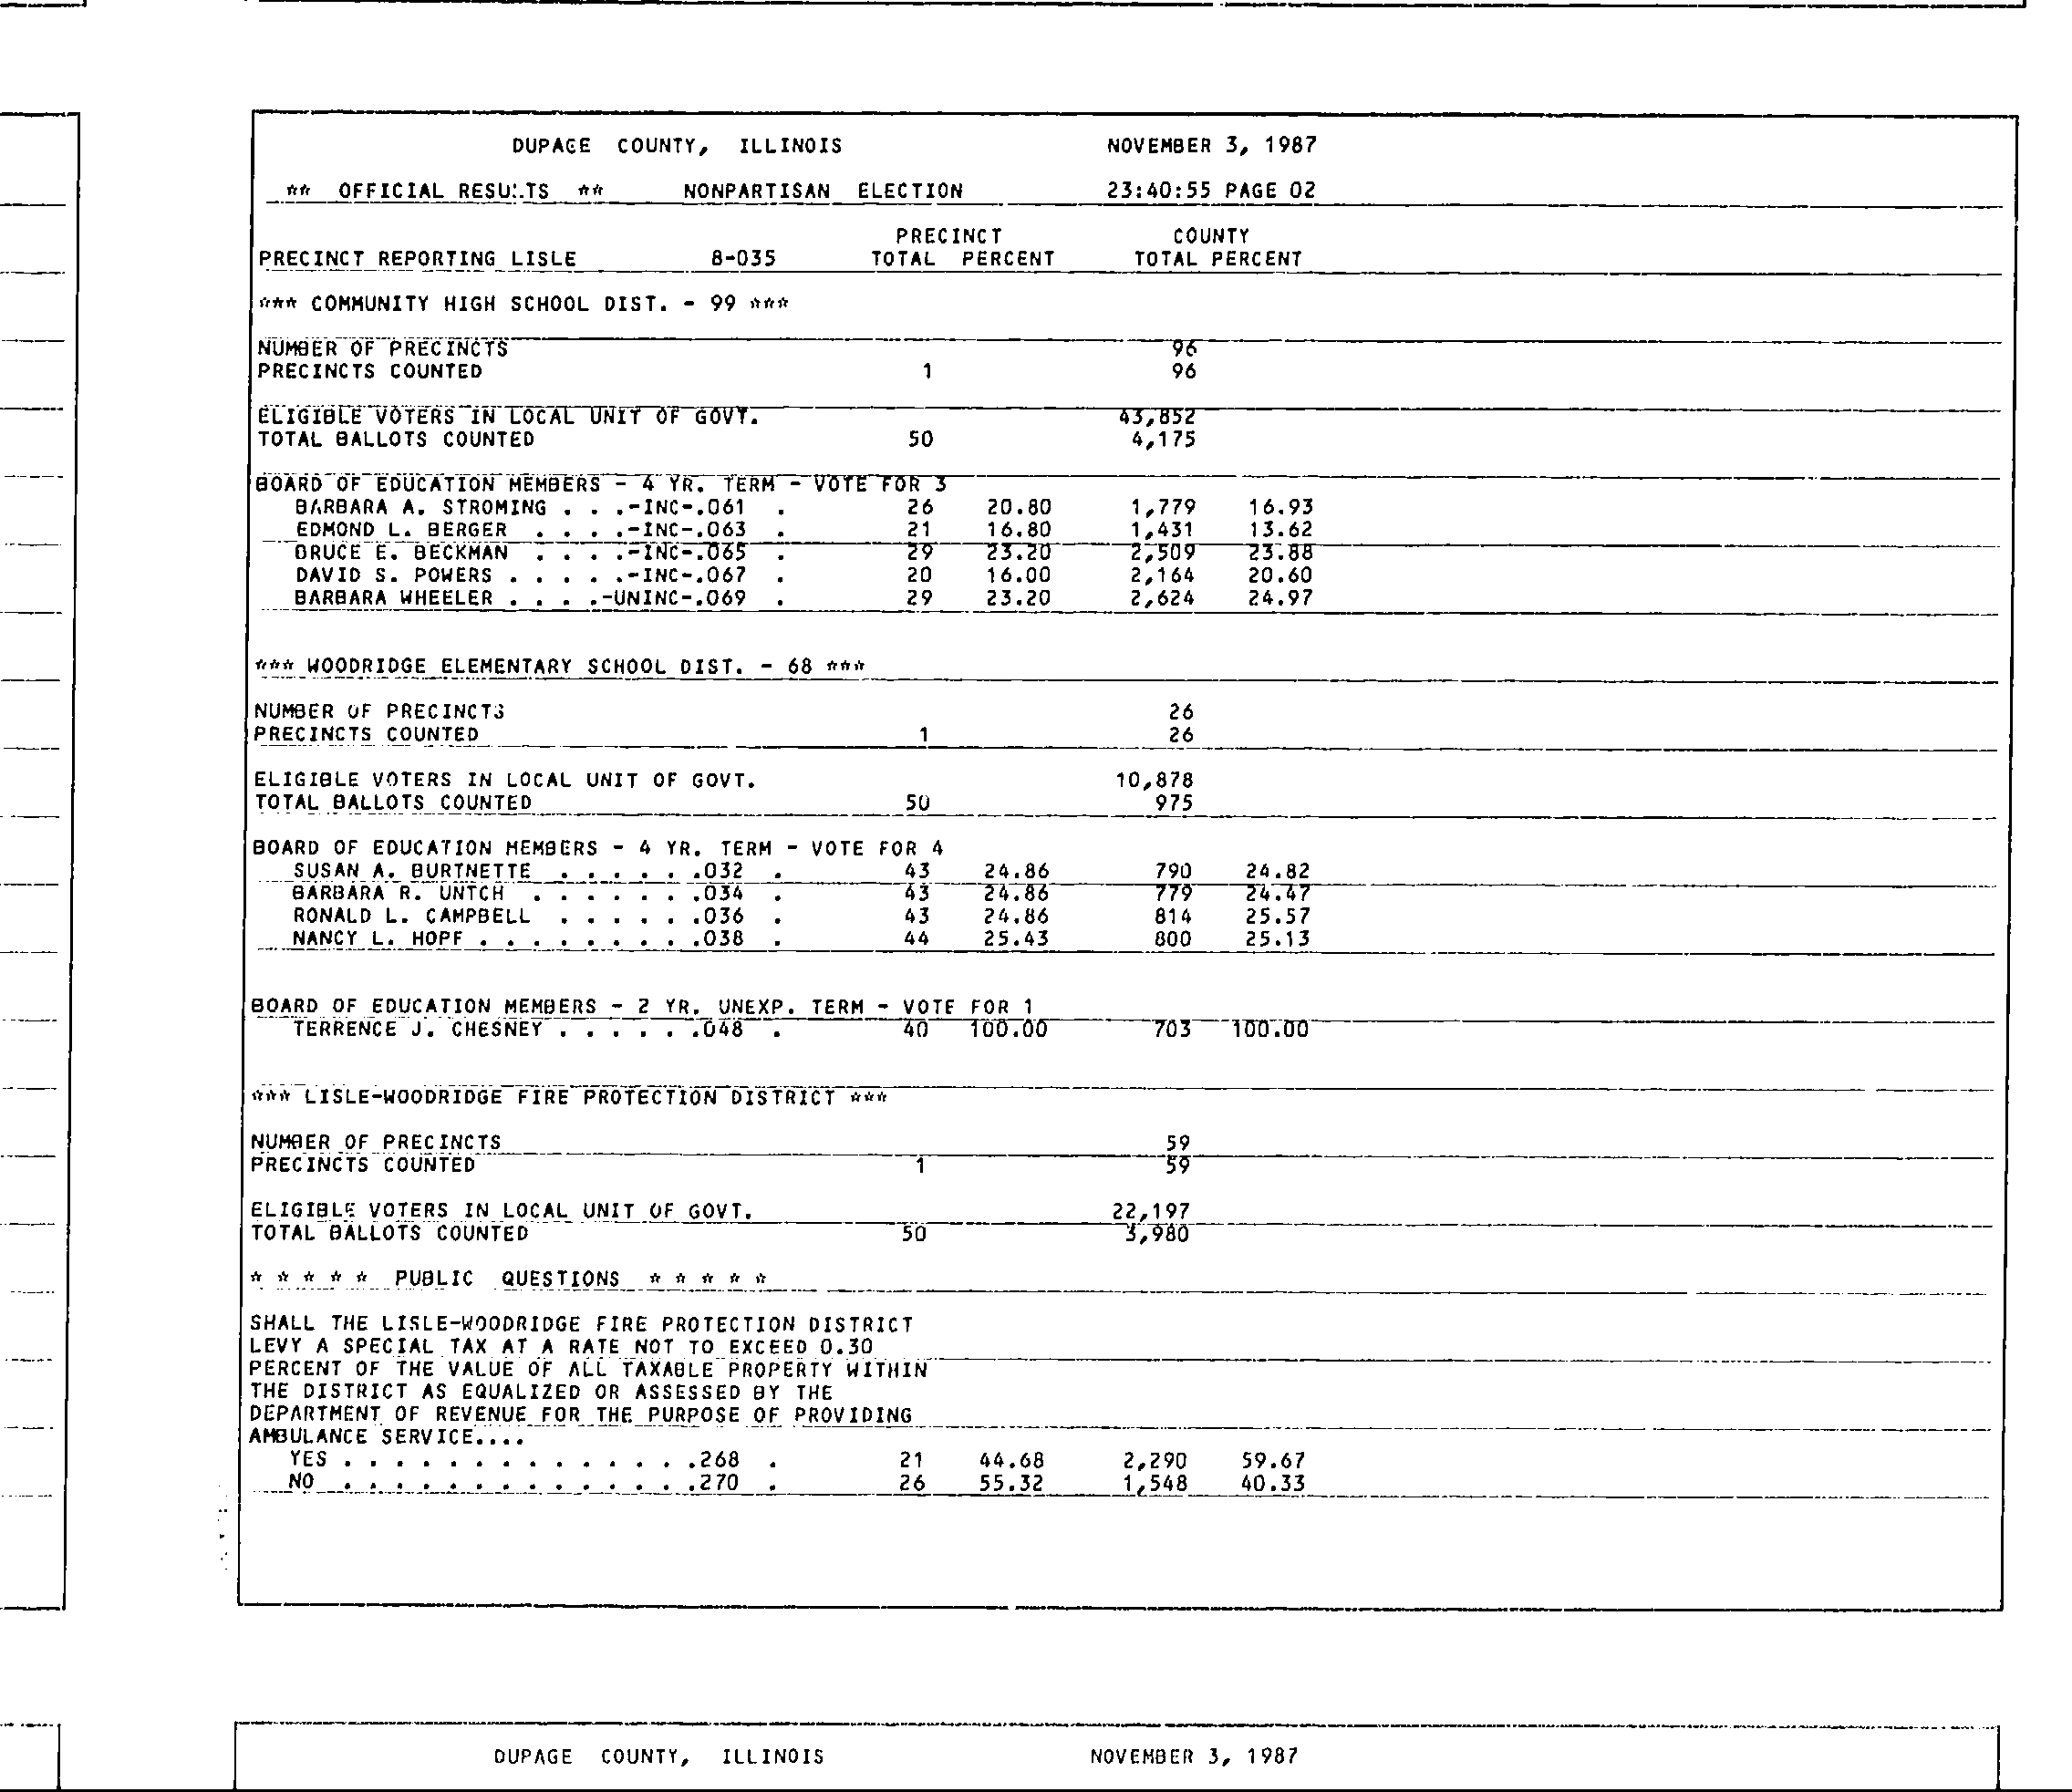 DUPAGE COUNTY, ILLINOIS NOVEMBER 3, 1987
** OFFICIAL RESULTS ** NONPARTISAN ELECTION 23:40:55 PAGE 02
PRECINCT COUNTY
PRECINCT REPORTING LISLE 8-035 TOTAL PERCENT TOTAL PERCENT
*** COMMUNITY HIGH SCHOOL DIST. - 99 ***
NUMBER OF PRECINCTS 96
PRECINCTS COUNTED 1 96
ELIGIBLE VOTERS IN LOCAL UNIT OF GOVT. 43,852
TOTAL BALLOTS COUNTED 50 4,175
BOARD OF EDUCATION MEMBERS - 4 YR. TERM - VOTE FOR 3
BARBARA A. STROMING . . .-INC-.061 . 26 20.80 1,779 16.93
EDMOND L. BERGER . . . .-INC-.063 . 21 16.80 1,431 13.62
BRUCE E. BECKMAN . . . .-INC-.065 . 29 23.20 2,509 23.88
DAVID S. POWERS . . . . .-INC-.067 . 20 16.00 2,164 20.60
BARBARA WHEELER . . . .-UNINC-.069 . 29 23.20 2,624 24.97
*** WOODRIDGE ELEMENTARY SCHOOL DIST. - 68 ***
NUMBER OF PRECINCTS 26
PRECINCTS COUNTED 1 26
ELIGIBLE VOTERS IN LOCAL UNIT OF GOVT. 10,878
TOTAL BALLOTS COUNTED 50 975
BOARD OF EDUCATION MEMBERS - 4 YR. TERM - VOTE FOR 4
SUSAN A. BURTNETTE . . . . . .032 . 43 24.86 790 24.82
BARBARA R. UNTCH . . . . . . .034 . 43 24.86 779 24.47
RONALD L. CAMPBELL . . . . . .036 . 43 24.86 814 25.57
NANCY L. HOPF . . . . . . . . .038 . 44 25.43 800 25.13
BOARD OF EDUCATION MEMBERS - 2 YR. UNEXP. TERM - VOTE FOR 1
TERRENCE J. CHESNEY . . . . . .048 . 40 100.00 703 100.00
*** LISLE-WOODRIDGE FIRE PROTECTION DISTRICT ***
NUMBER OF PRECINCTS 59
PRECINCTS COUNTED 1 59
ELIGIBLE VOTERS IN LOCAL UNIT OF GOVT. 22,197
TOTAL BALLOTS COUNTED 50 3,980
* * * * * PUBLIC QUESTIONS * * * * *
SHALL THE LISLE-WOODRIDGE FIRE PROTECTION DISTRICT
LEVY A SPECIAL TAX AT A RATE NOT TO EXCEED 0.30
PERCENT OF THE VALUE OF ALL TAXABLE PROPERTY WITHIN
THE DISTRICT AS EQUALIZED OR ASSESSED BY THE
DEPARTMENT OF REVENUE FOR THE PURPOSE OF PROVIDING
AMBULANCE SERVICE....
YES . . . . . . . . . . . . . .268 . 21 44.68 2,290 59.67
NO . . . . . . . . . . . . . .270 . 26 55.32 1,548 40.33
DUPAGE COUNTY, ILLINOIS NOVEMBER 3, 1987